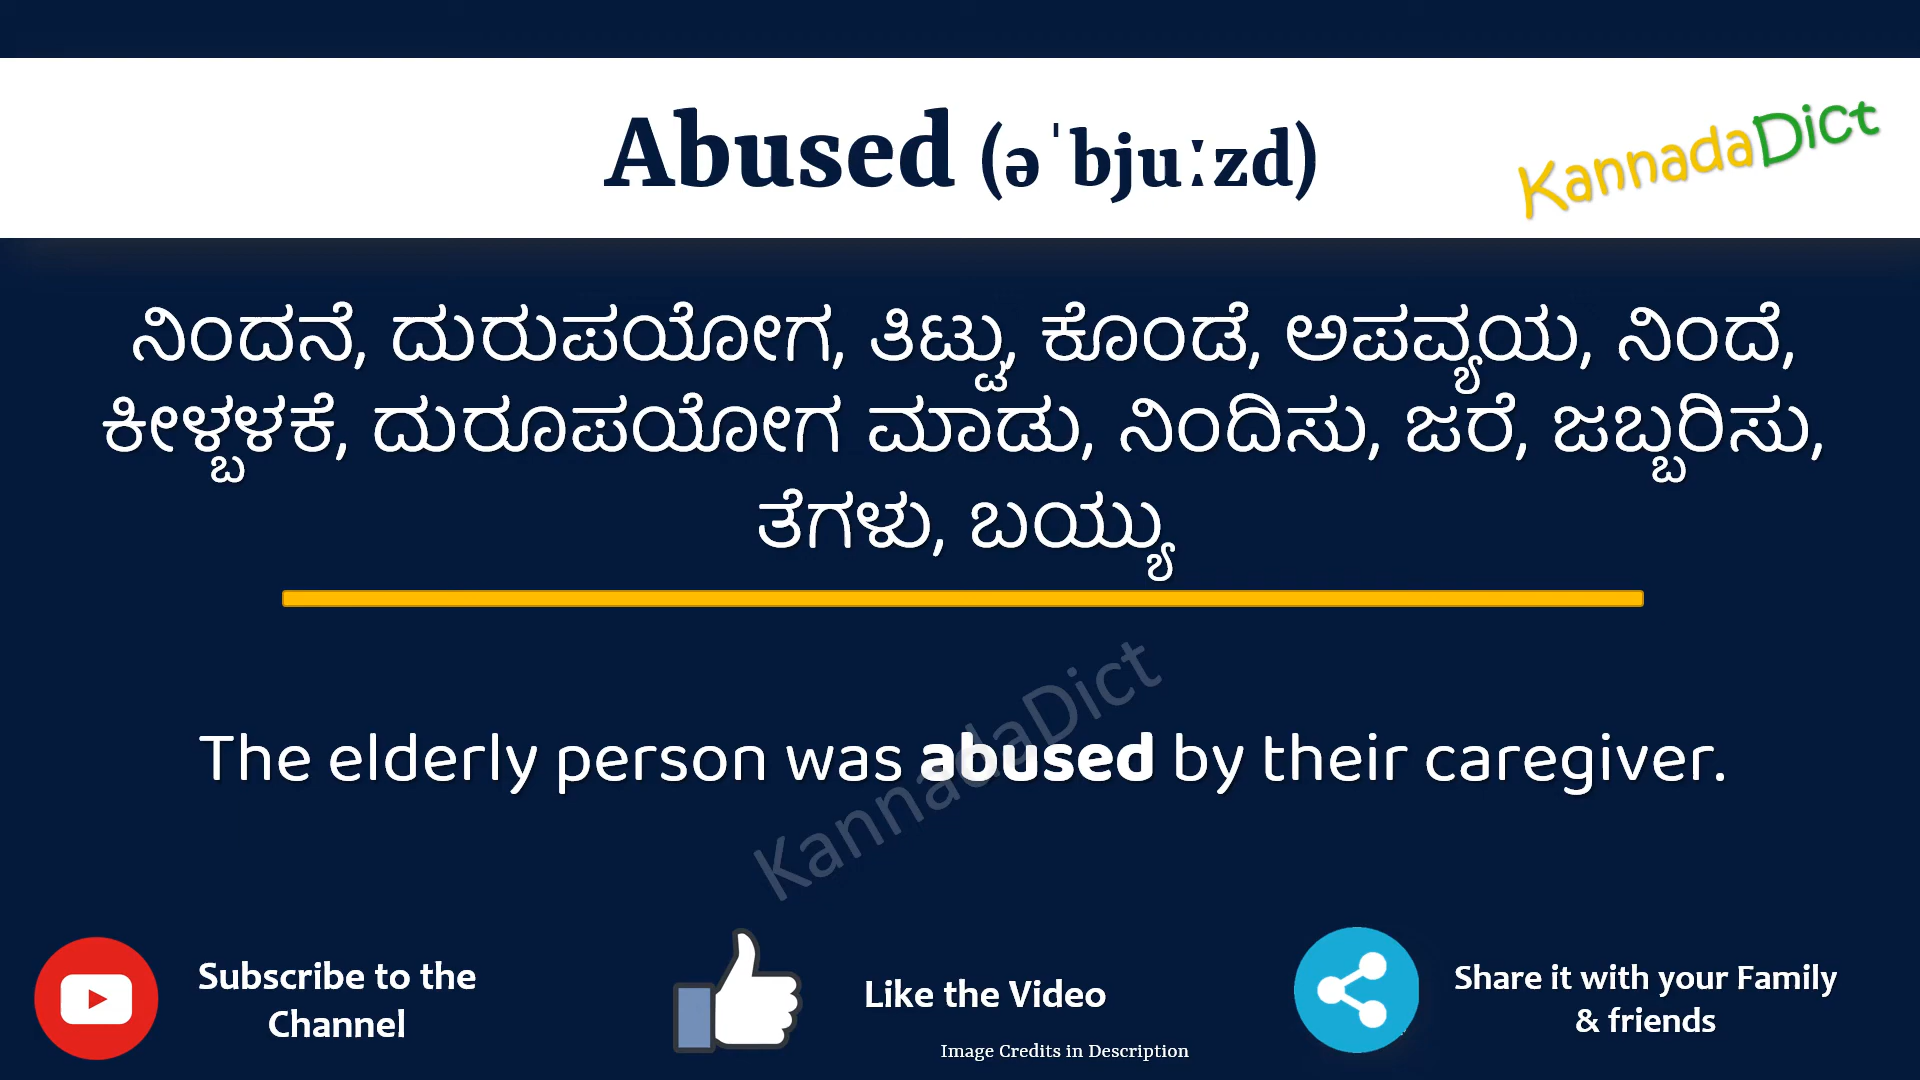 Abused (əˈbjuːzd)
KannadaDict
ನಿಂದನೆ, ದುರುಪಯೋಗ, ತಿಟ್ಟು, ಕೊಂಡೆ, ಅಪವ್ಯಯ, ನಿಂದೆ,
ಕೀಳ್ಬಳಕೆ, ದುರೂಪಯೋಗ ಮಾಡು, ನಿಂದಿಸು, ಜರೆ, ಜಬ್ಬರಿಸು,
ತೆಗಳು, ಬಯ್ಯು
KannadaDict
The elderly person was abused by their caregiver.
Subscribe to the
Channel
Like the Video
Share it with your Family
& friends
Image Credits in Description